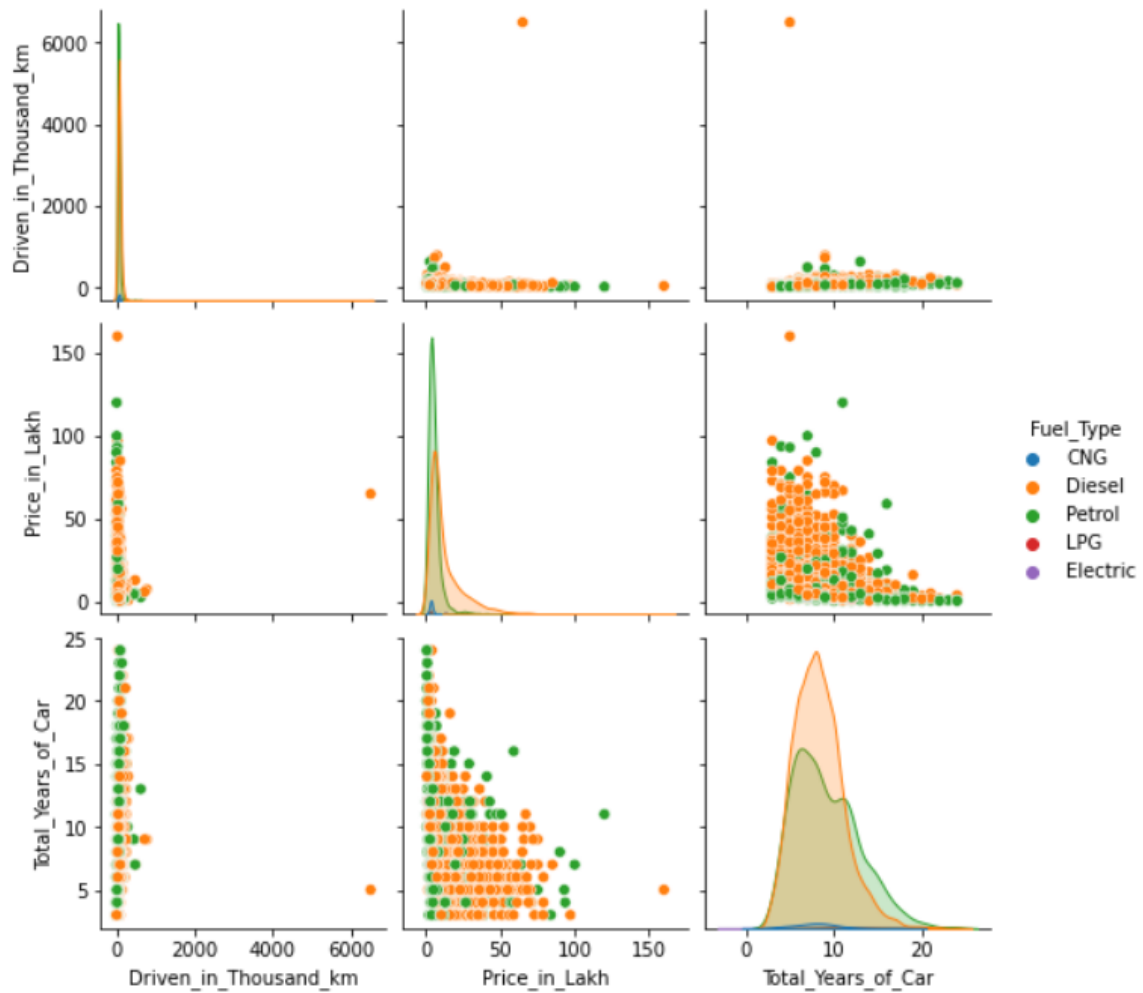 6000
4000
2000
0
Driven_in_Thousand_km
150
100
50
0
Price_in_Lakh
25
20
15
10
5
Total_Years_of_Car
0 2000 4000 6000
Driven_in_Thousand_km
0 50 100 150
Price_in_Lakh
0 10 20
Total_Years_of_Car
Fuel_Type
CNG
Diesel
Petrol
LPG
Electric